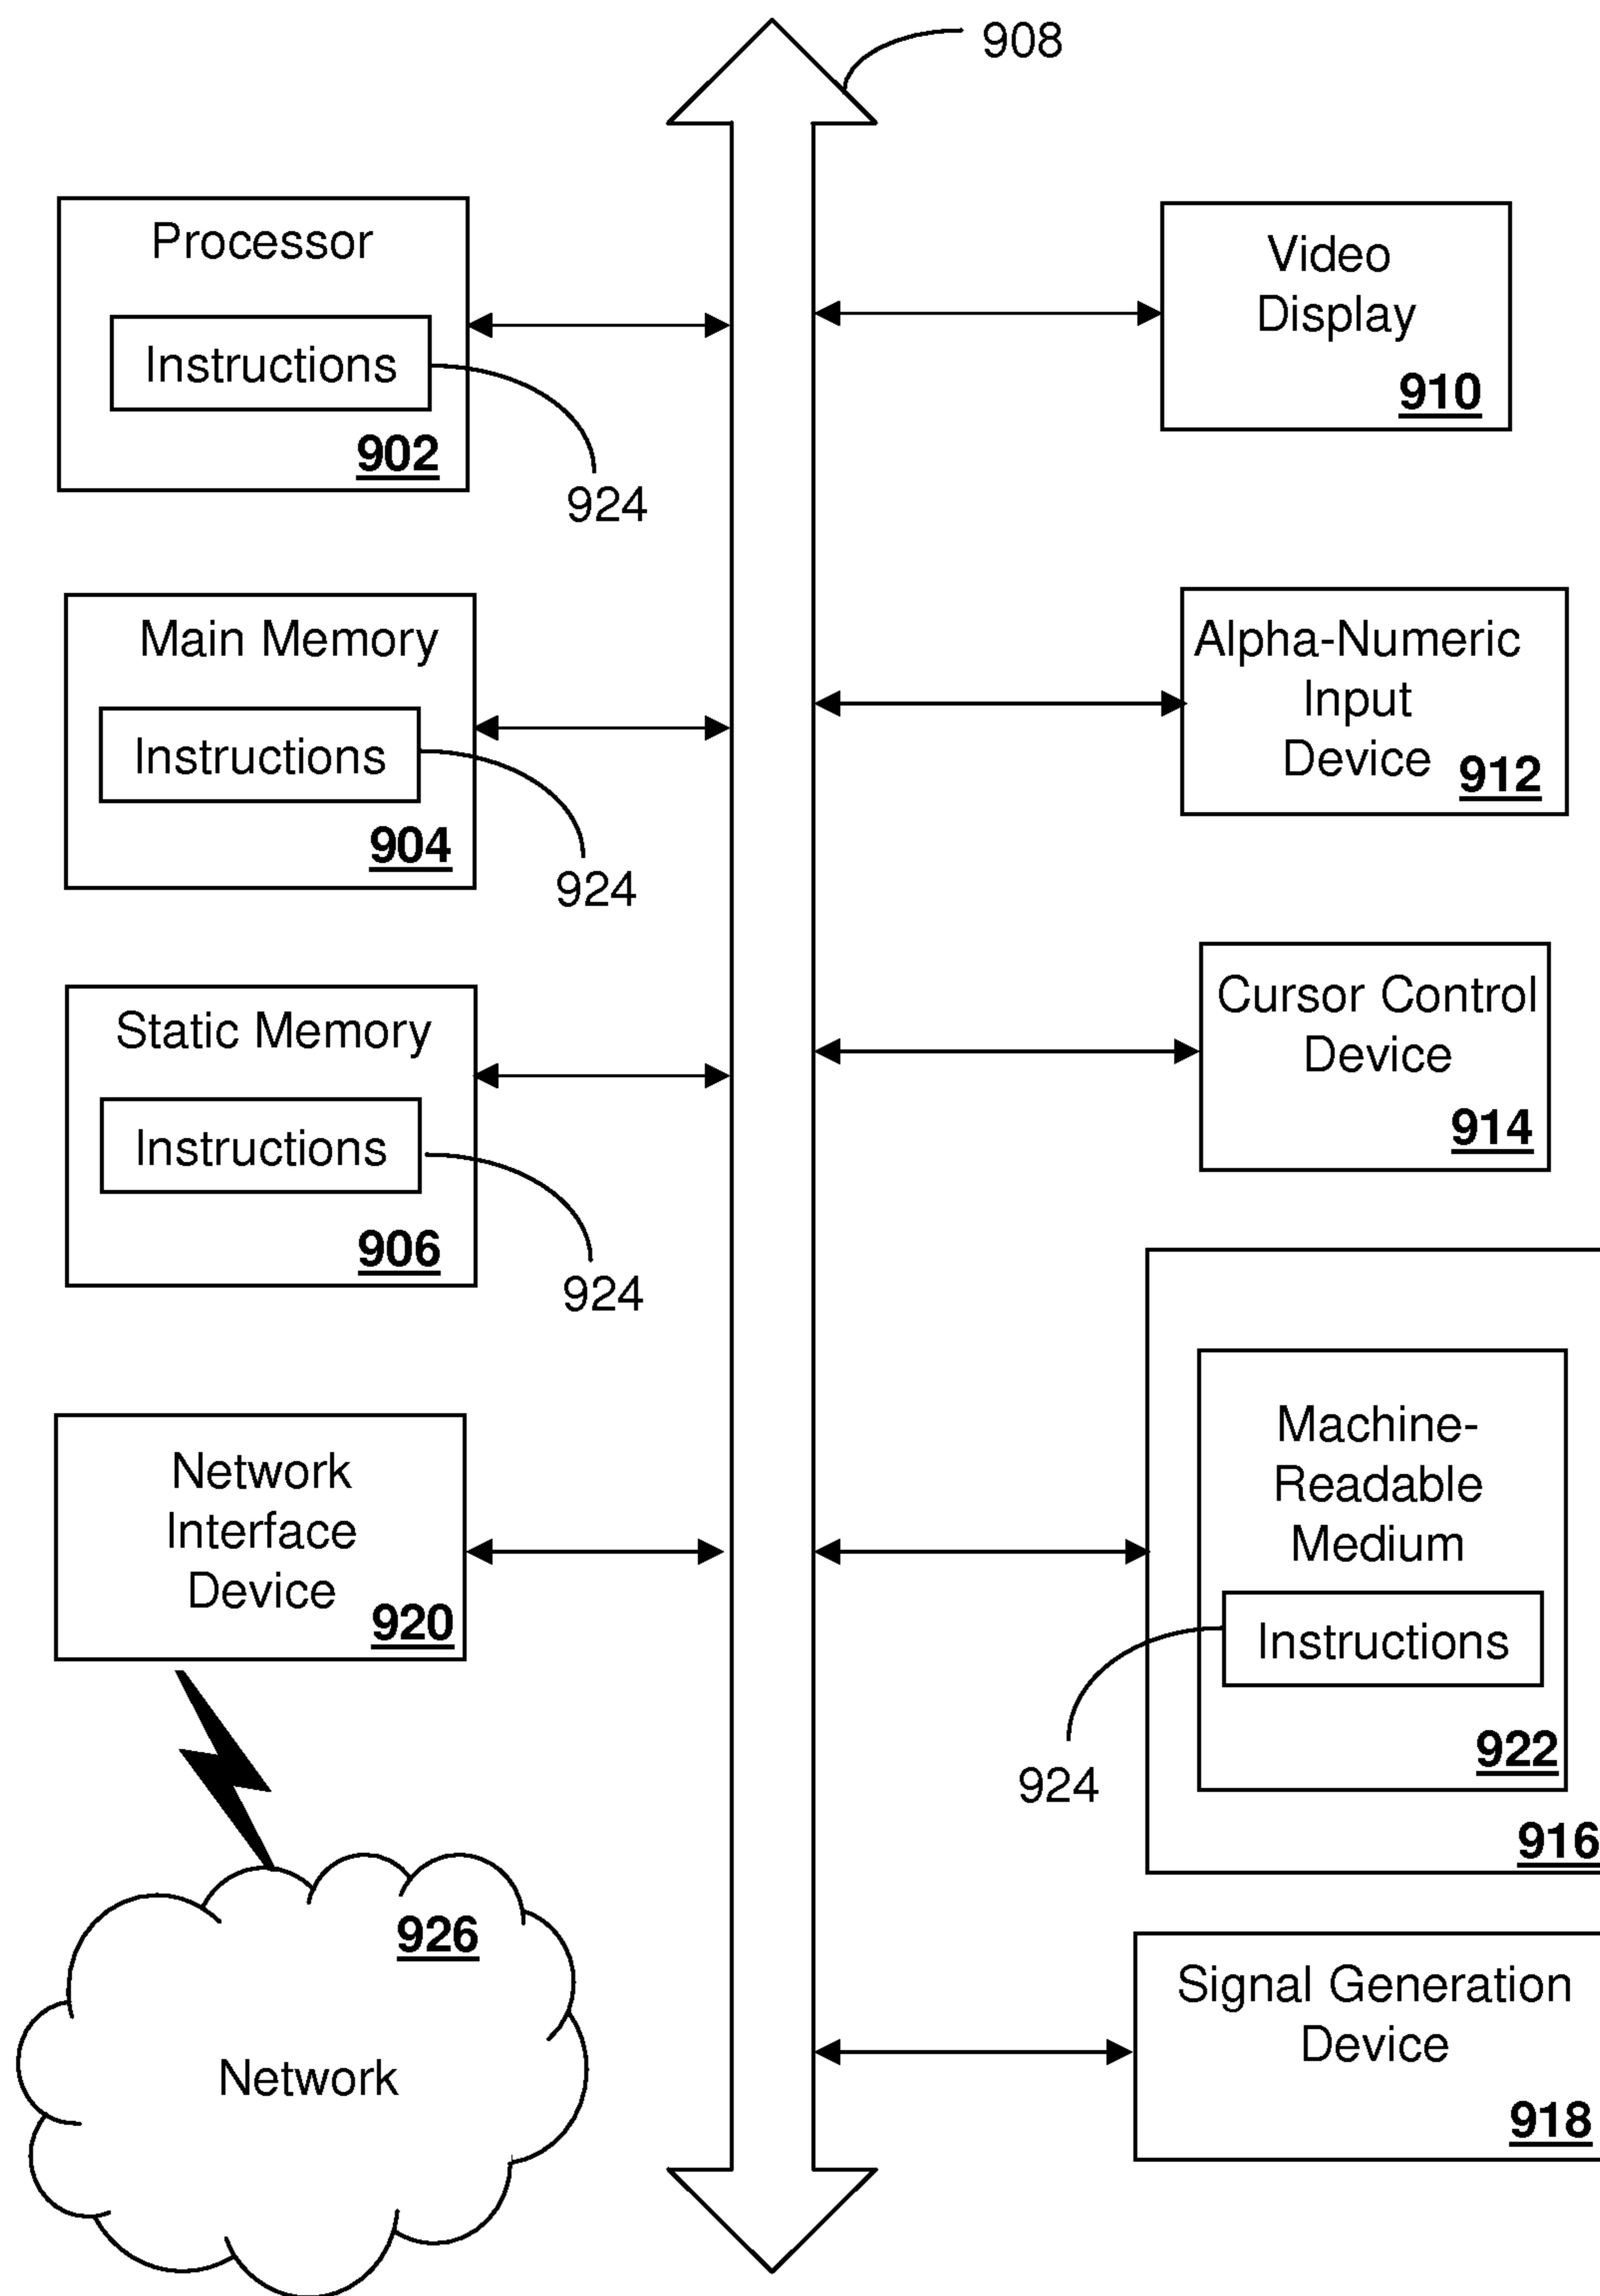 908
Processor
Instructions
902
924
Main Memory
Instructions
904
924
Static Memory
Instructions
906
924
Network
Interface
Device
920
926
Network
Video
Display
910
Alpha-Numeric
Input
Device
912
Cursor Control
Device
914
Machine-
Readable
Medium
Instructions
922
924
916
Signal Generation
Device
918